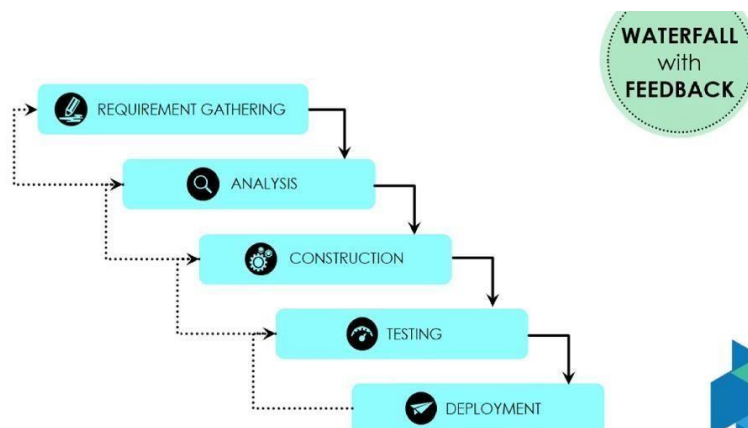 WATERFALL
with
FEEDBACK
REQUIREMENT GATHERING
ANALYSIS
CONSTRUCTION
TESTING
DEPLOYMENT